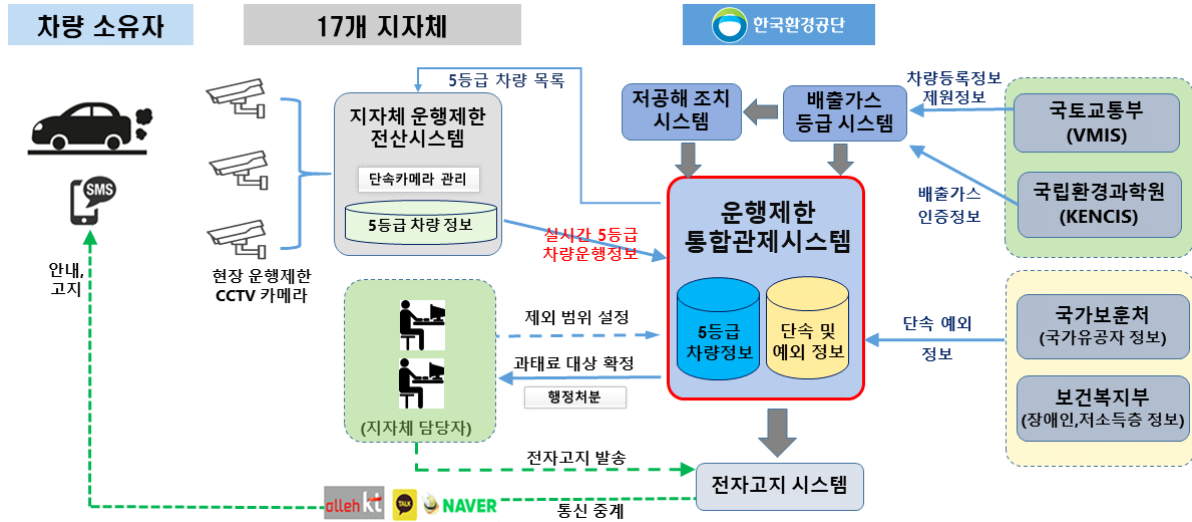 차량 소유자
17개 지자체
한국환경공단
5등급 차량 목록
차량등록정보
제원정보
지자체 운행제한
전산시스템
단속카메라 관리
5등급 차량 정보
저공해 조치
시스템
배출가스
등급 시스템
국토교통부
(VMIS)
국립환경과학원
(KENCIS)
배출가스
인증정보
SMS
안내,
고지
현장 운행제한
CCTV 카메라
실시간 5등급
차량운행정보
운행제한
통합관제시스템
5등급
차량정보
단속 및
예외 정보
제외 범위 설정
과태료 대상 확정
행정처분
(지자체 담당자)
단속 예외
정보
국가보훈처
(국가유공자 정보)
보건복지부
(장애인,저소득층 정보)
전자고지 발송
전자고지 시스템
olleh kt
TALK
NAVER
통신 중계